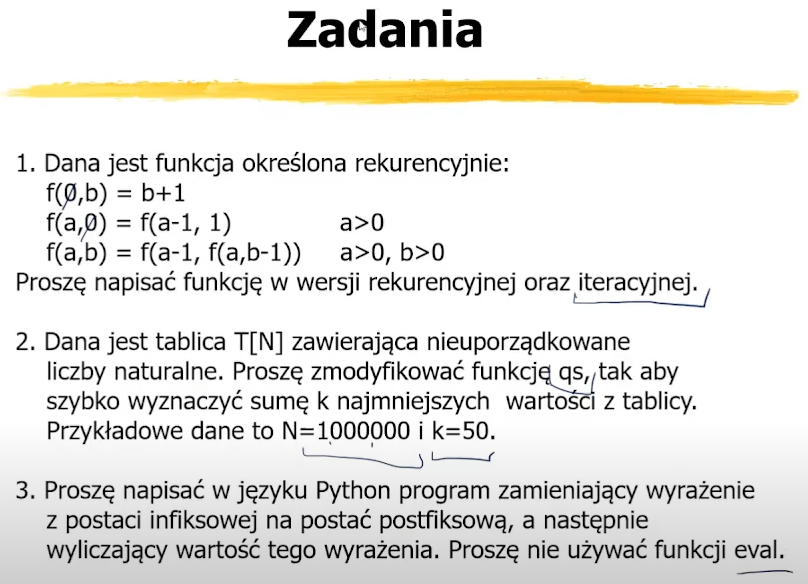 Zadania
1. Dana jest funkcja określona rekurencyjnie:
f(0,b) = b+1
f(a,0) = f(a-1, 1) a>0
f(a,b) = f(a-1, f(a,b-1)) a>0, b>0
Proszę napisać funkcję w wersji rekurencyjnej oraz iteracyjnej.
2. Dana jest tablica T[N] zawierająca nieuporządkowane
liczby naturalne. Proszę zmodyfikować funkcję qs, tak aby
szybko wyznaczyć sumę k najmniejszych wartości z tablicy.
Przykładowe dane to N=1000000 i k=50.
3. Proszę napisać w języku Python program zamieniający wyrażenie
z postaci infiksowej na postać postfiksową, a następnie
wyliczający wartość tego wyrażenia. Proszę nie używać funkcji eval.